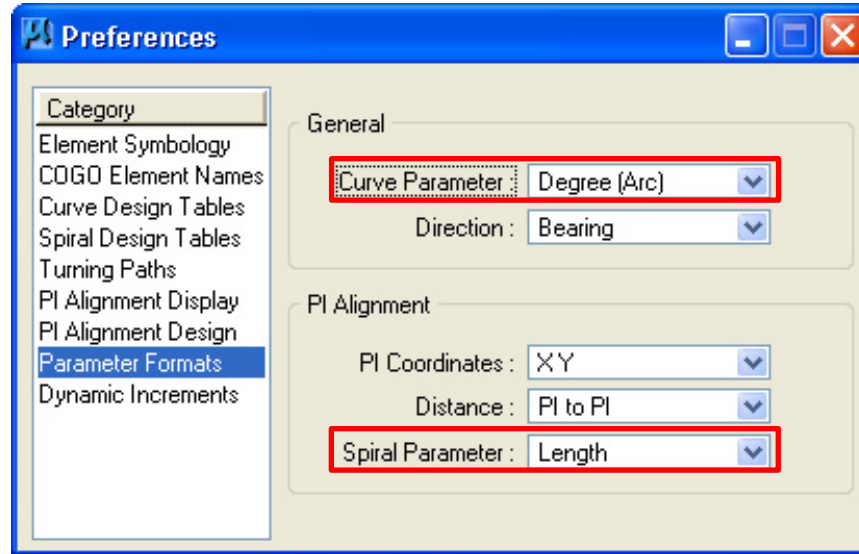 Preferences
Category
Element Symbology
COGO Element Names
Curve Design Tables
Spiral Design Tables
Turning Paths
PI Alignment Display
PI Alignment Design
Parameter Formats
Dynamic Increments
General
Curve Parameter : Degree (Arc)
Direction : Bearing
PI Alignment
PI Coordinates : X Y
Distance : PI to PI
Spiral Parameter : Length